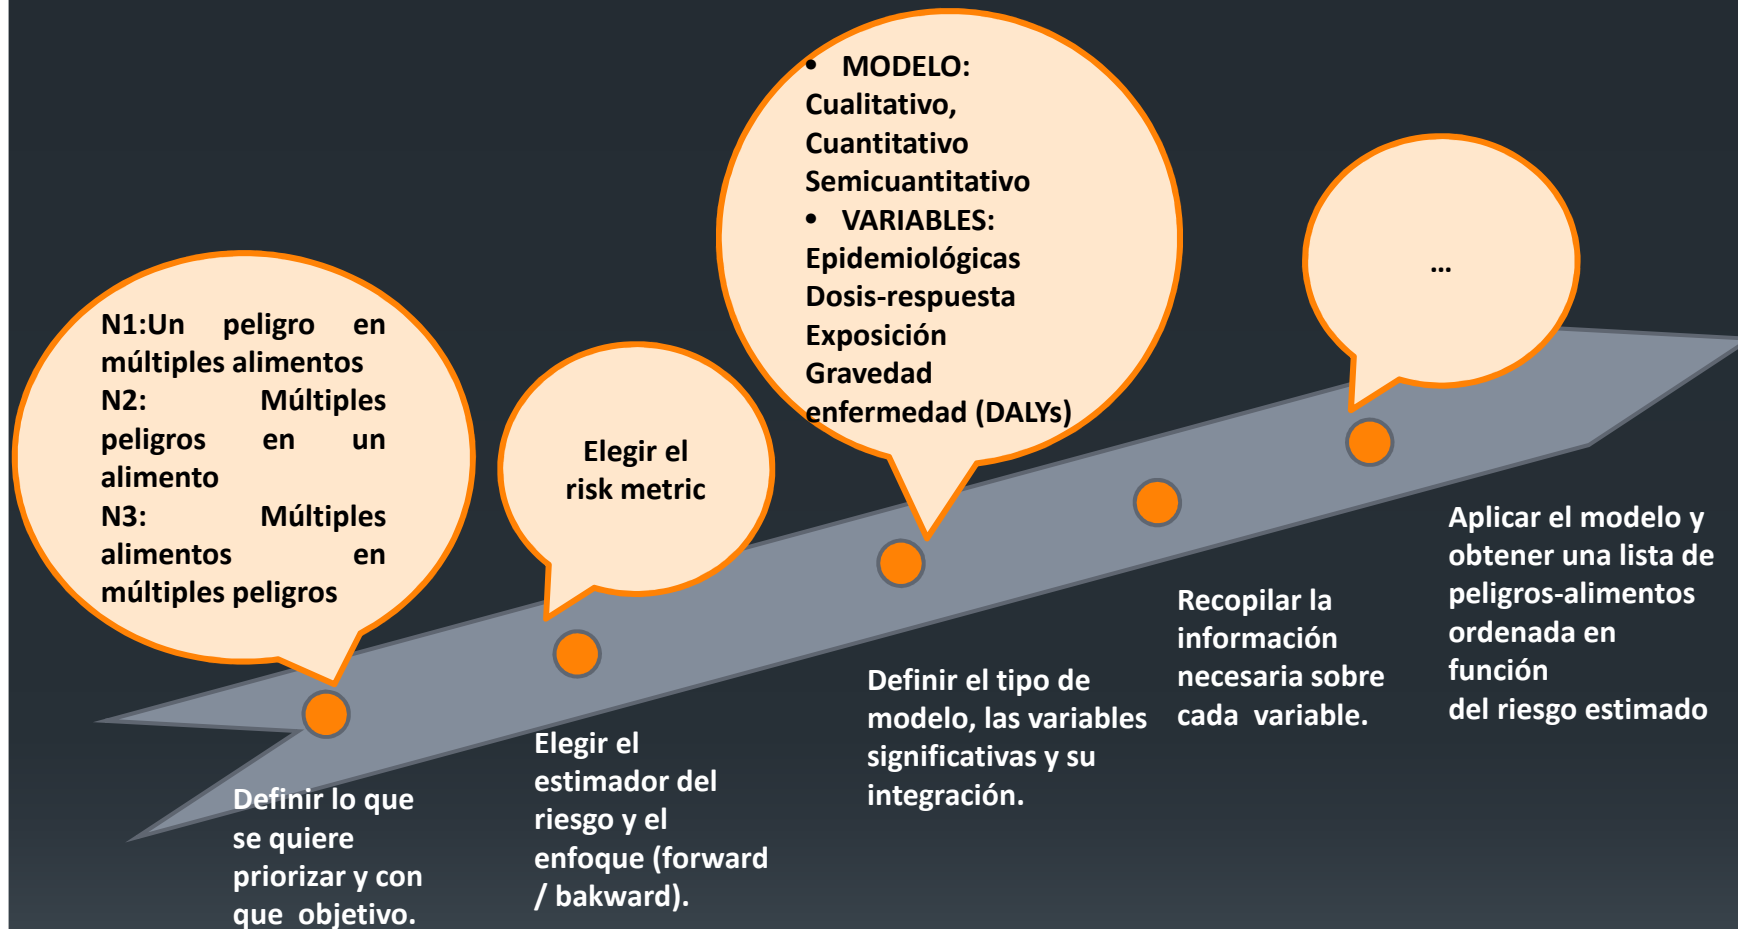 N1:Un peligro en
múltiples alimentos
N2: Múltiples
peligros en un
alimento
N3: Múltiples
alimentos en
múltiples peligros
Definir lo que
se quiere
priorizar y con
que objetivo.
Elegir el
risk metric
Elegir el
estimador del
riesgo y el
enfoque (forward
/ bakward).
• MODELO:
Cualitativo,
Cuantitativo
Semicuantitativo
• VARIABLES:
Epidemiológicas
Dosis-respuesta
Exposición
Gravedad
enfermedad (DALYs)
Definir el tipo de
modelo, las variables
significativas y su
integración.
Recopilar la
información
necesaria sobre
cada variable.
...
Aplicar el modelo y
obtener una lista de
peligros-alimentos
ordenada en
función
del riesgo estimado